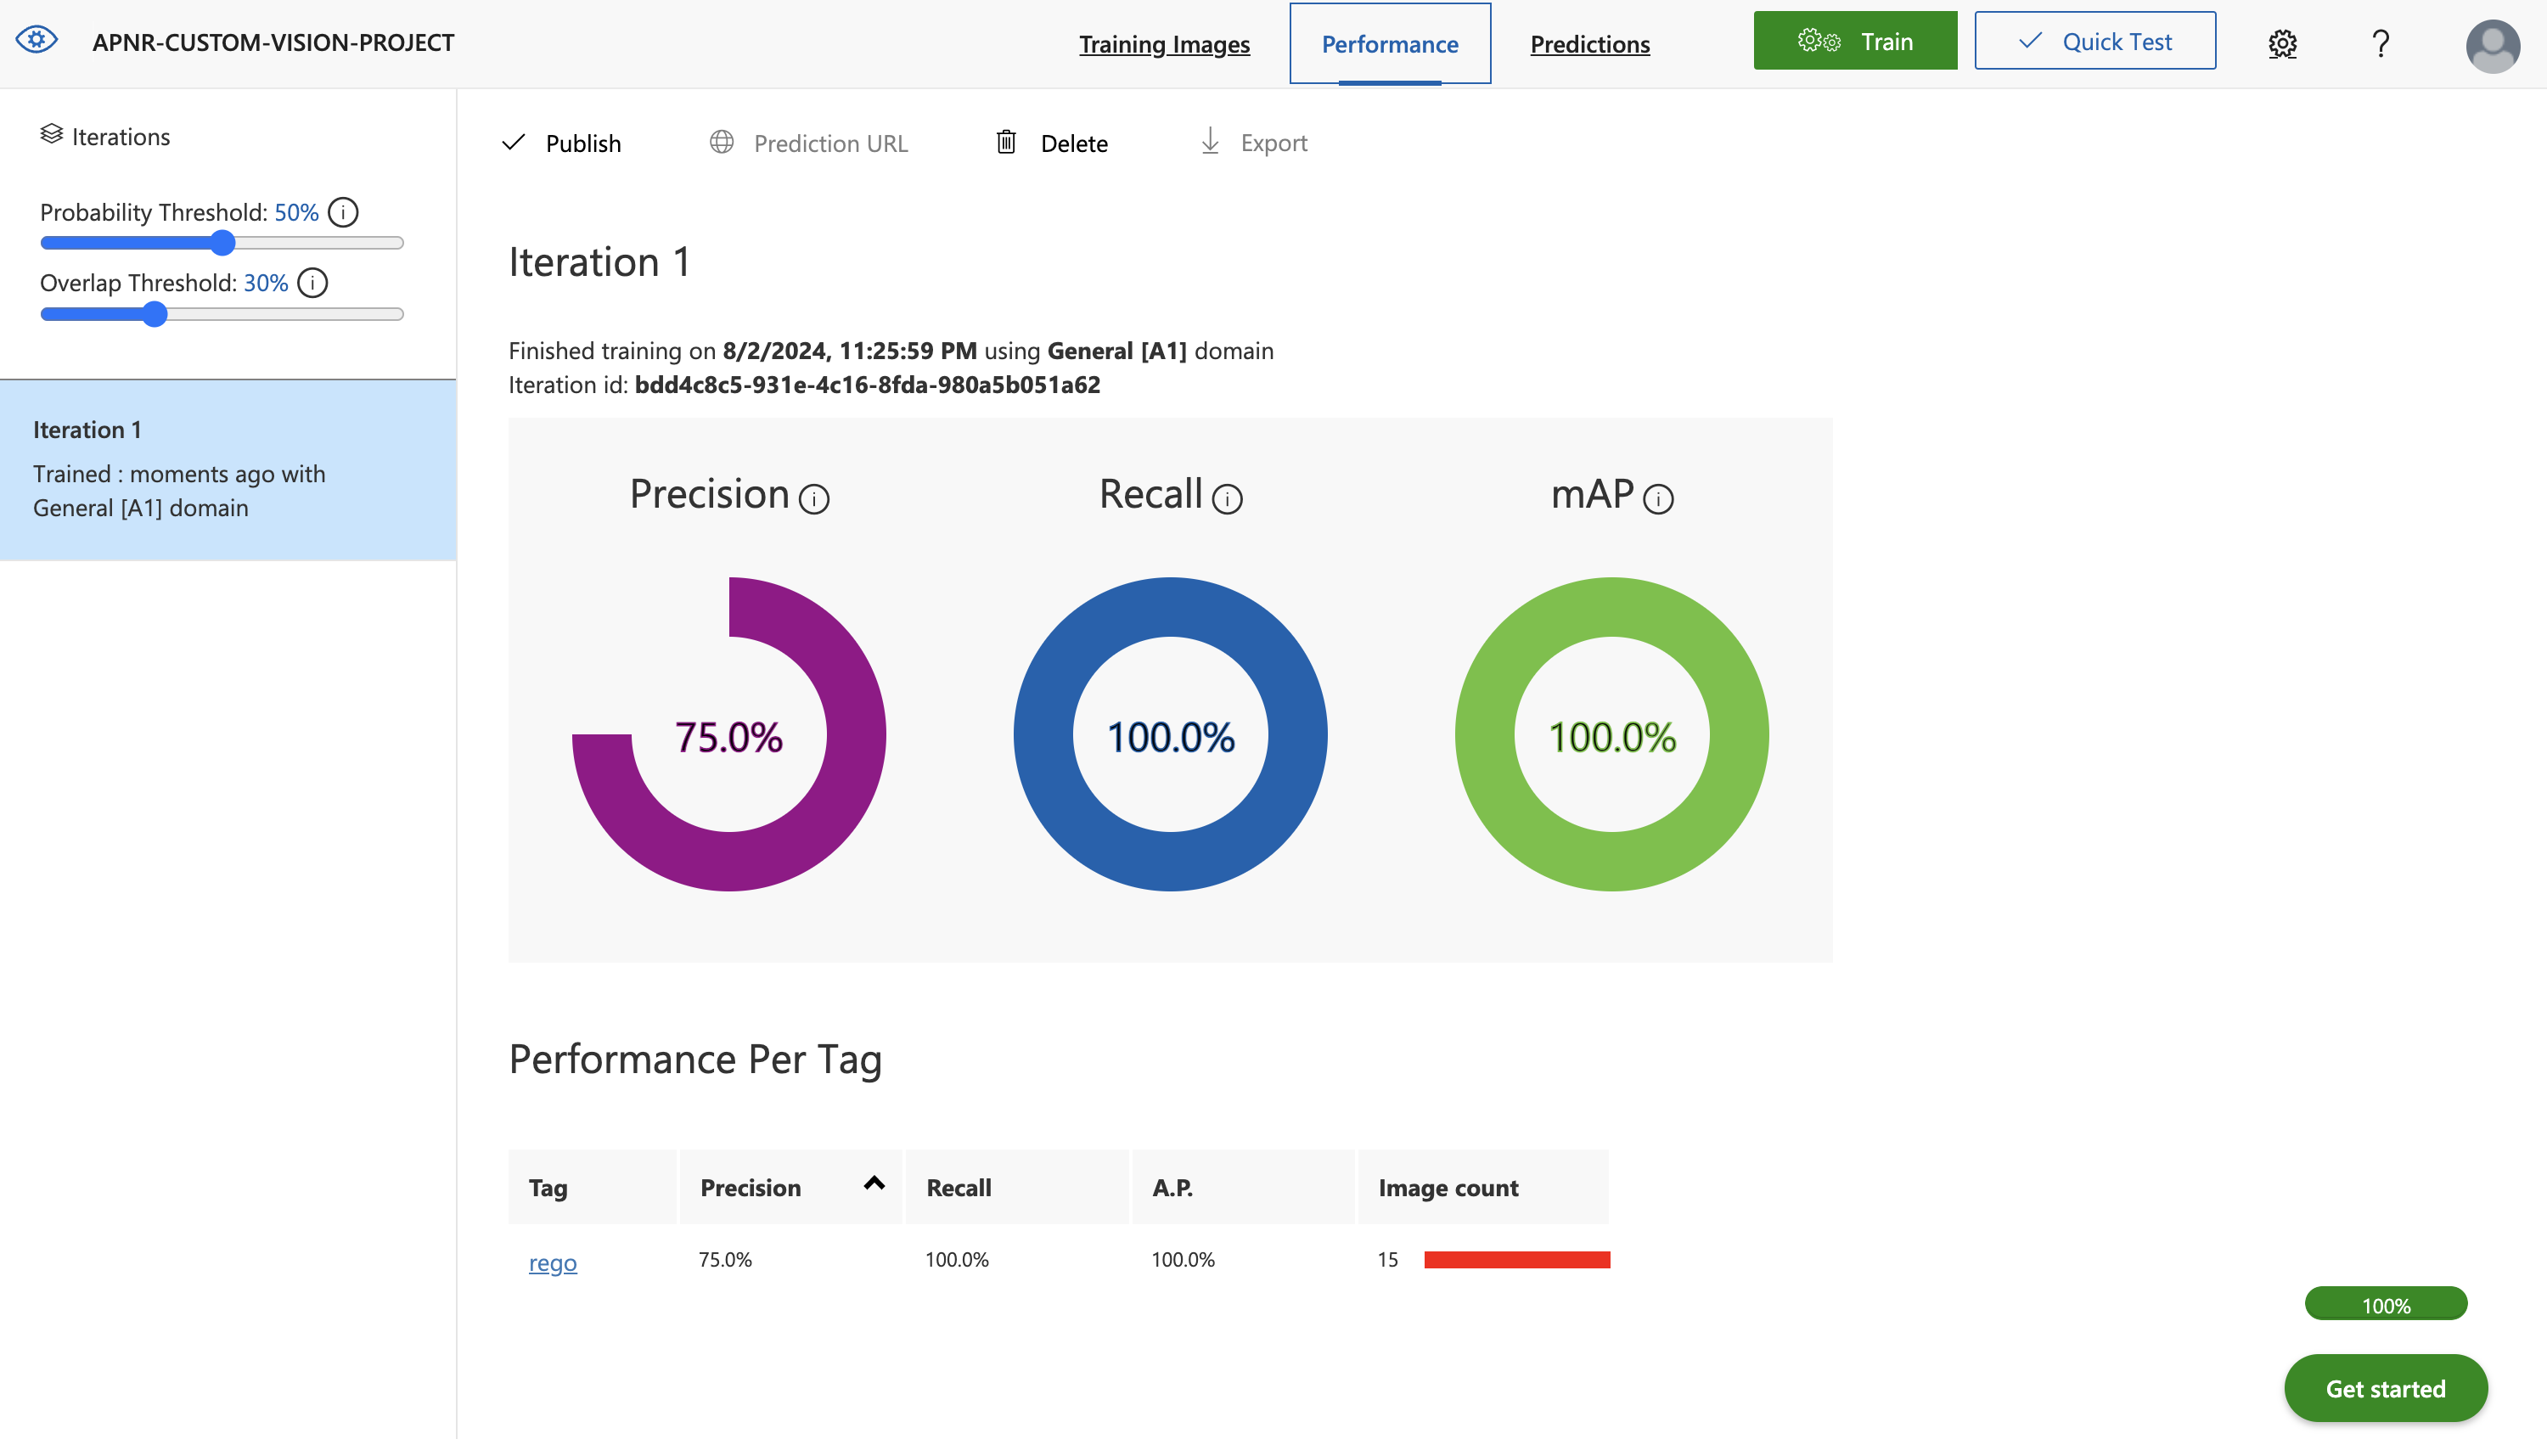 APNR-CUSTOM-VISION-PROJECT
Training Images
Performance
Predictions
Train
Quick Test
?
Iterations
Probability Threshold: 50%
Overlap Threshold: 30%
Iteration 1
Trained : moments ago with
General [A1] domain
Publish
Prediction URL
Delete
Export
Iteration 1
Finished training on 8/2/2024, 11:25:59 PM using General [A1] domain
Iteration id: bdd4c8c5-931e-4c16-8fda-980a5b051a62
Precision
Recall
mAP
75.0%
100.0%
100.0%
Performance Per Tag
Tag Precision Recall A.P. Image count
rego 75.0% 100.0% 100.0% 15
100%
Get started